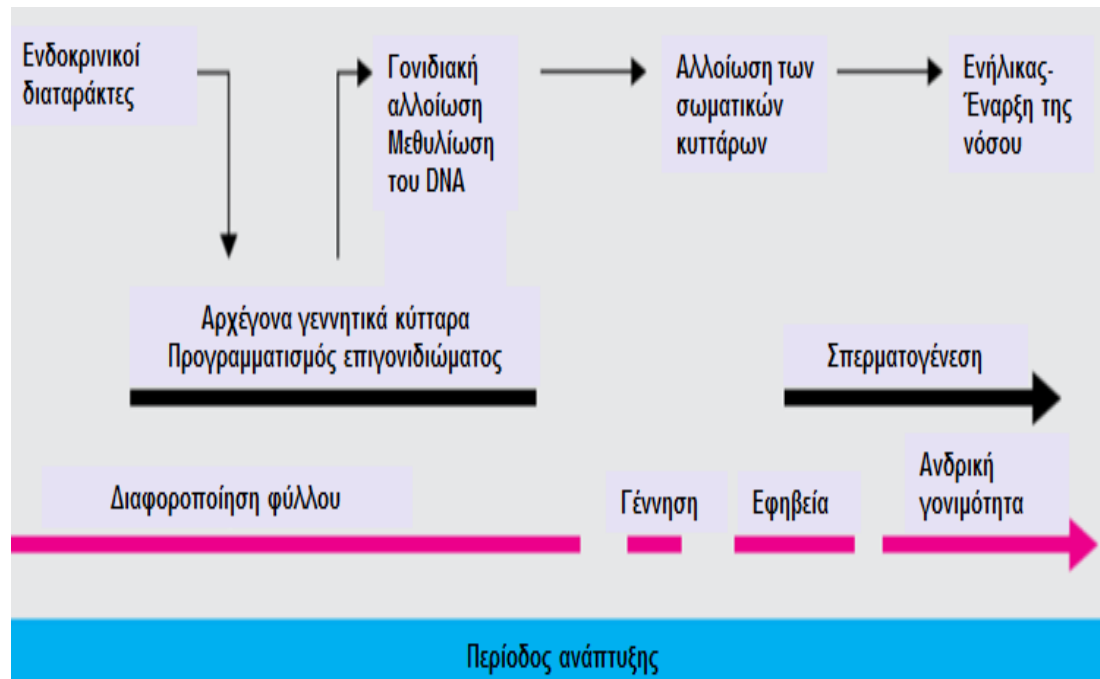 Ενδοκρινικοί
διαταράκτες
Γονιδιακή
αλλοίωση
Μεθυλίωση
του DNA
Αλλοίωση των
σωματικών
κυττάρων
Ενήλικας-
Έναρξη της
νόσου
Αρχέγονα γεννητικά κύτταρα
Προγραμματισμός επιγονιδιώματος
Σπερματογένεση
Διαφοροποίηση φύλλου
Γέννηση
Εφηβεία
Ανδρική
γονιμότητα
Περίοδος ανάπτυξης